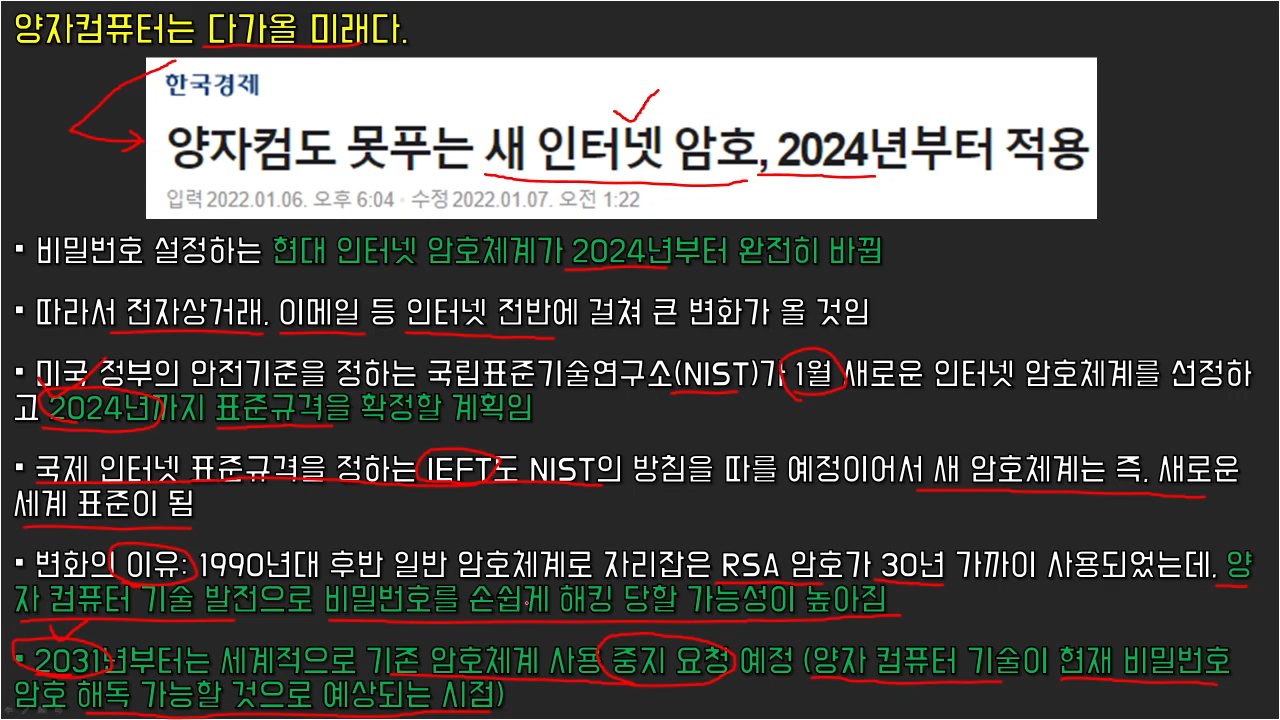 양자컴퓨터는 다가올 미래다.
한국경제
양자컴도 못푸는 새 인터넷 암호, 2024년부터 적용
입력 2022.01.06. 오후 6:04 · 수정 2022.01.07. 오전 1:22
▪ 비밀번호 설정하는 현대 인터넷 암호체계가 2024년부터 완전히 바뀜
▪ 따라서 전자상거래, 이메일 등 인터넷 전반에 걸쳐 큰 변화가 올 것임
▪ 미국 정부의 안전기준을 정하는 국립표준기술연구소(NIST)가 1월 새로운 인터넷 암호체계를 선정하
고 2024년까지 표준규격을 확정할 계획임
▪ 국제 인터넷 표준규격을 정하는 IEFT도 NIST의 방침을 따를 예정이어서 새 암호체계는 즉, 새로운
세계 표준이 됨
▪ 변화의 이유: 1990년대 후반 일반 암호체계로 자리잡은 RSA 암호가 30년 가까이 사용되었는데, 양
자 컴퓨터 기술 발전으로 비밀번호를 손쉽게 해킹 당할 가능성이 높아짐
▪ 2031년부터는 세계적으로 기존 암호체계 사용 중지 요청 예정 (양자 컴퓨터 기술이 현재 비밀번호
암호 해독 가능할 것으로 예상되는 시점)